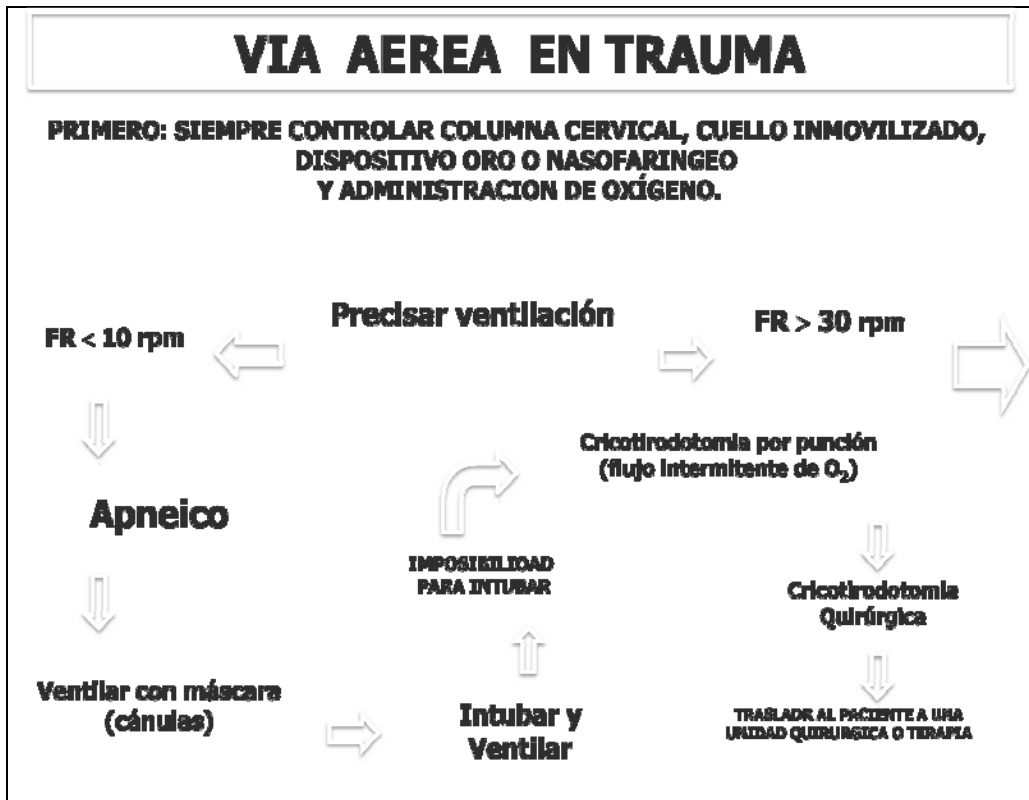 VIA AEREA EN TRAUMA
PRIMERO: SIEMPRE CONTROLAR COLUMNA CERVICAL, CUELLO INMOVILIZADO,
DISPOSITIVO ORO O NASOFARINGEO
Y ADMINISTRACION DE OXÍGENO.
Precisar ventilación
FR < 10 rpm
FR > 30 rpm
Cricotirodotomia por punción
(flujo intermitente de O₂)
Apneico
IMPOSIBILIDAD
PARA INTUBAR
Cricotirodotomia
Quirúrgica
Ventilar con máscara
(cánulas)
Intubar y
Ventilar
TRASLADR AL PACIENTE A UNA
UNIDAD QUIRURGICA O TERAPIA